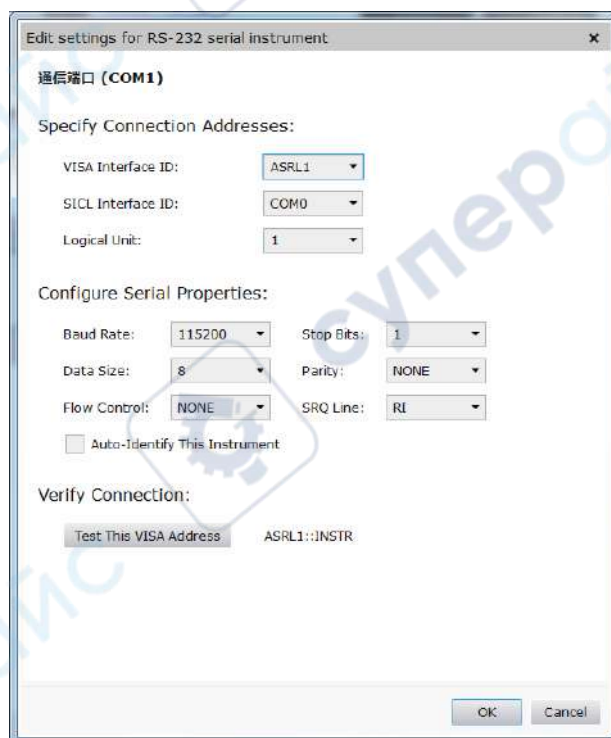 Edit settings for RS-232 serial instrument
通信端口 (COM1)
Specify Connection Addresses:
VISA Interface ID: ASRL1
SICL Interface ID: COM0
Logical Unit: 1
Configure Serial Properties:
Baud Rate: 115200 Stop Bits: 1
Data Size: 8 Parity: NONE
Flow Control: NONE SRQ Line: RI
Auto-Identify This Instrument
Verify Connection:
Test This VISA Address ASRL1::INSTR
OK Cancel
супер
айс
айс